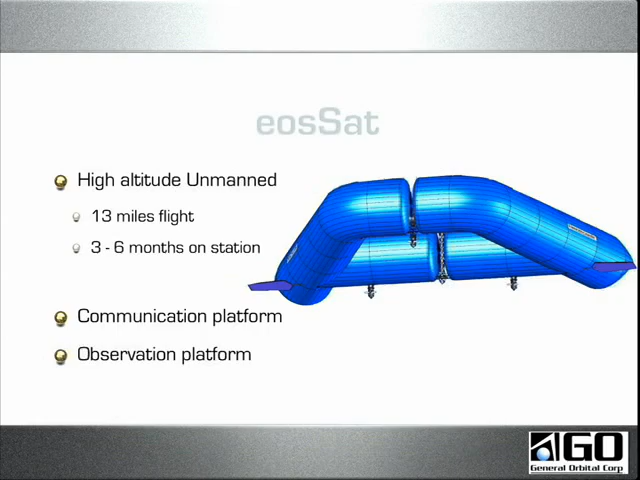 eosSat
High altitude Unmanned
13 miles flight
3 - 6 months on station
Communication platform
Observation platform
GO
General Orbital Corp